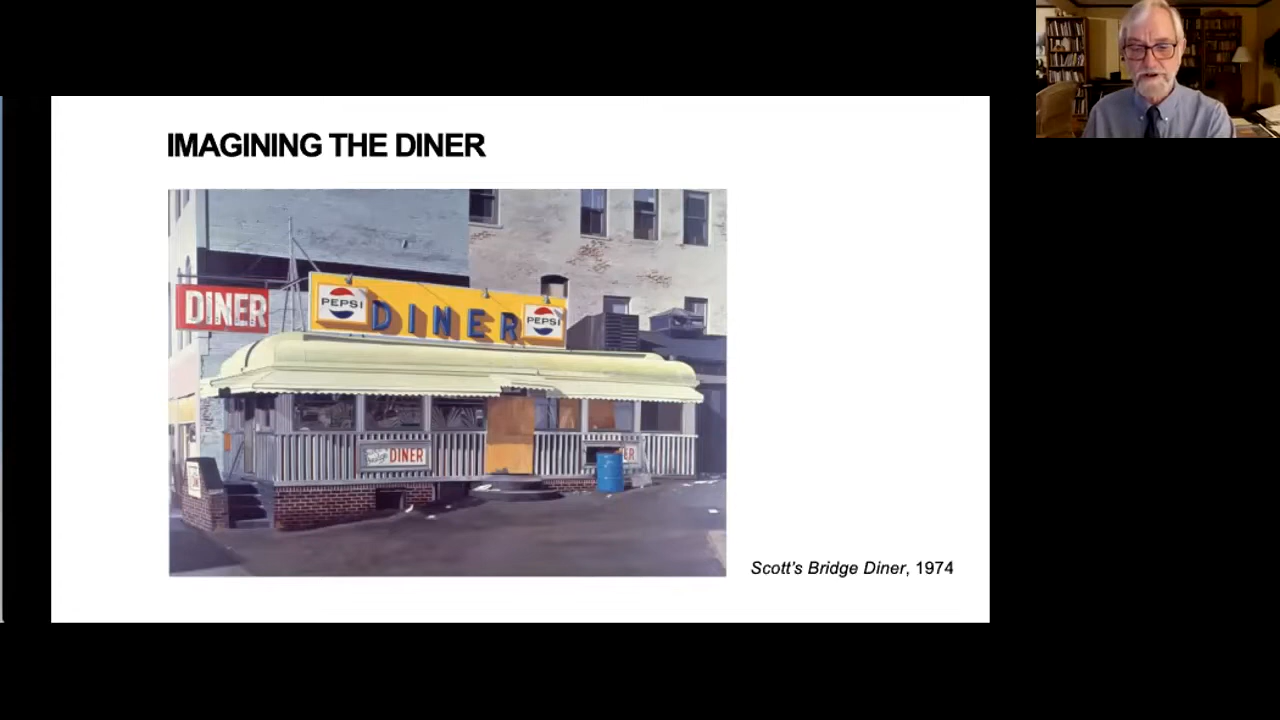 IMAGINING THE DINER
DINER
PEPSI
DINER
PEPSI
DINER
Scott's Bridge Diner, 1974